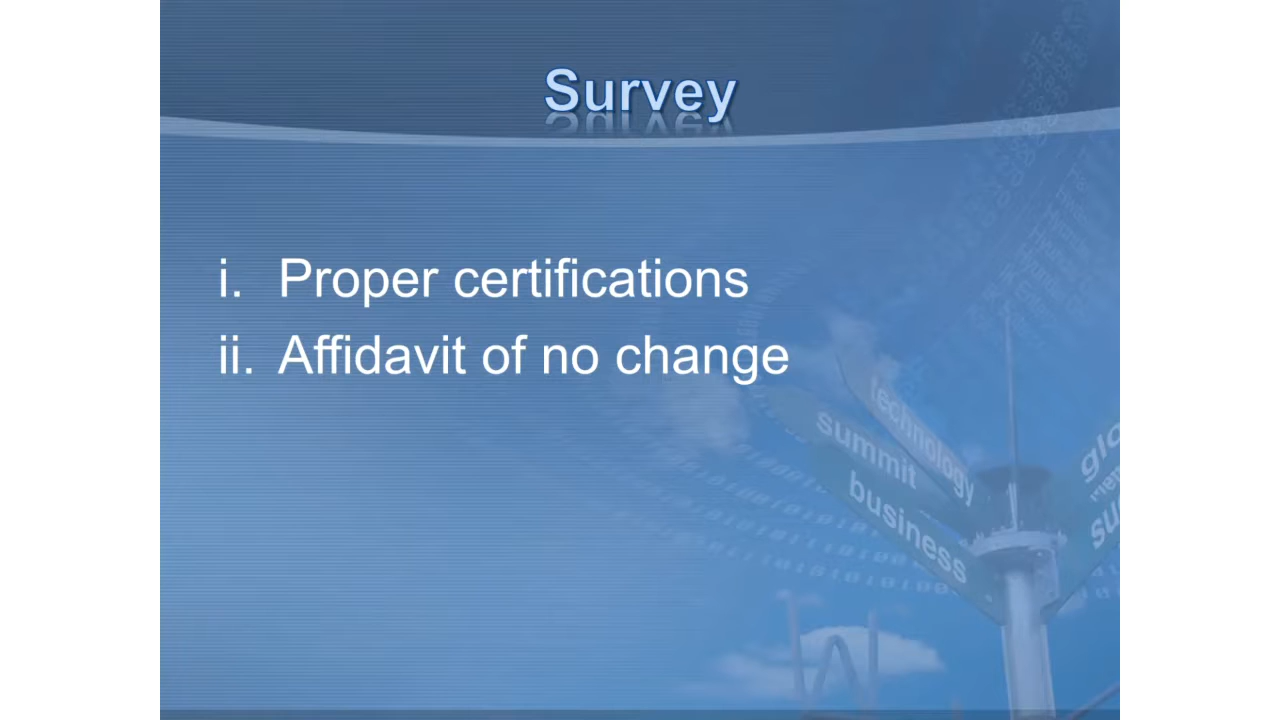 Survey
i. Proper certifications
ii. Affidavit of no change
technology
summit
business